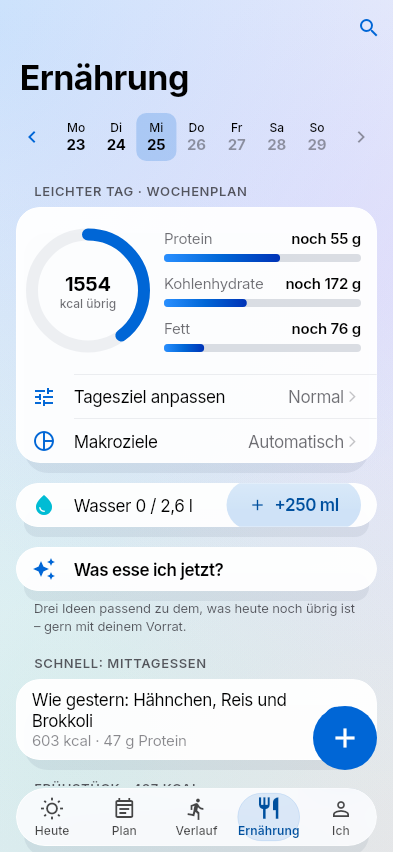 Ernährung
Mo Di Mi Do Fr Sa So
23 24 25 26 27 28 29
LEICHTER TAG · WOCHENPLAN
1554
kcal übrig
Protein noch 55 g
Kohlenhydrate noch 172 g
Fett noch 76 g
Tagesziel anpassen Normal
Makroziele Automatisch
Wasser 0 / 2,6 l + +250 ml
Was esse ich jetzt?
Drei Ideen passend zu dem, was heute noch übrig ist
– gern mit deinem Vorrat.
SCHNELL: MITTAGESSEN
Wie gestern: Hähnchen, Reis und
Brokkoli
603 kcal · 47 g Protein
Heute Plan Verlauf Ernährung Ich